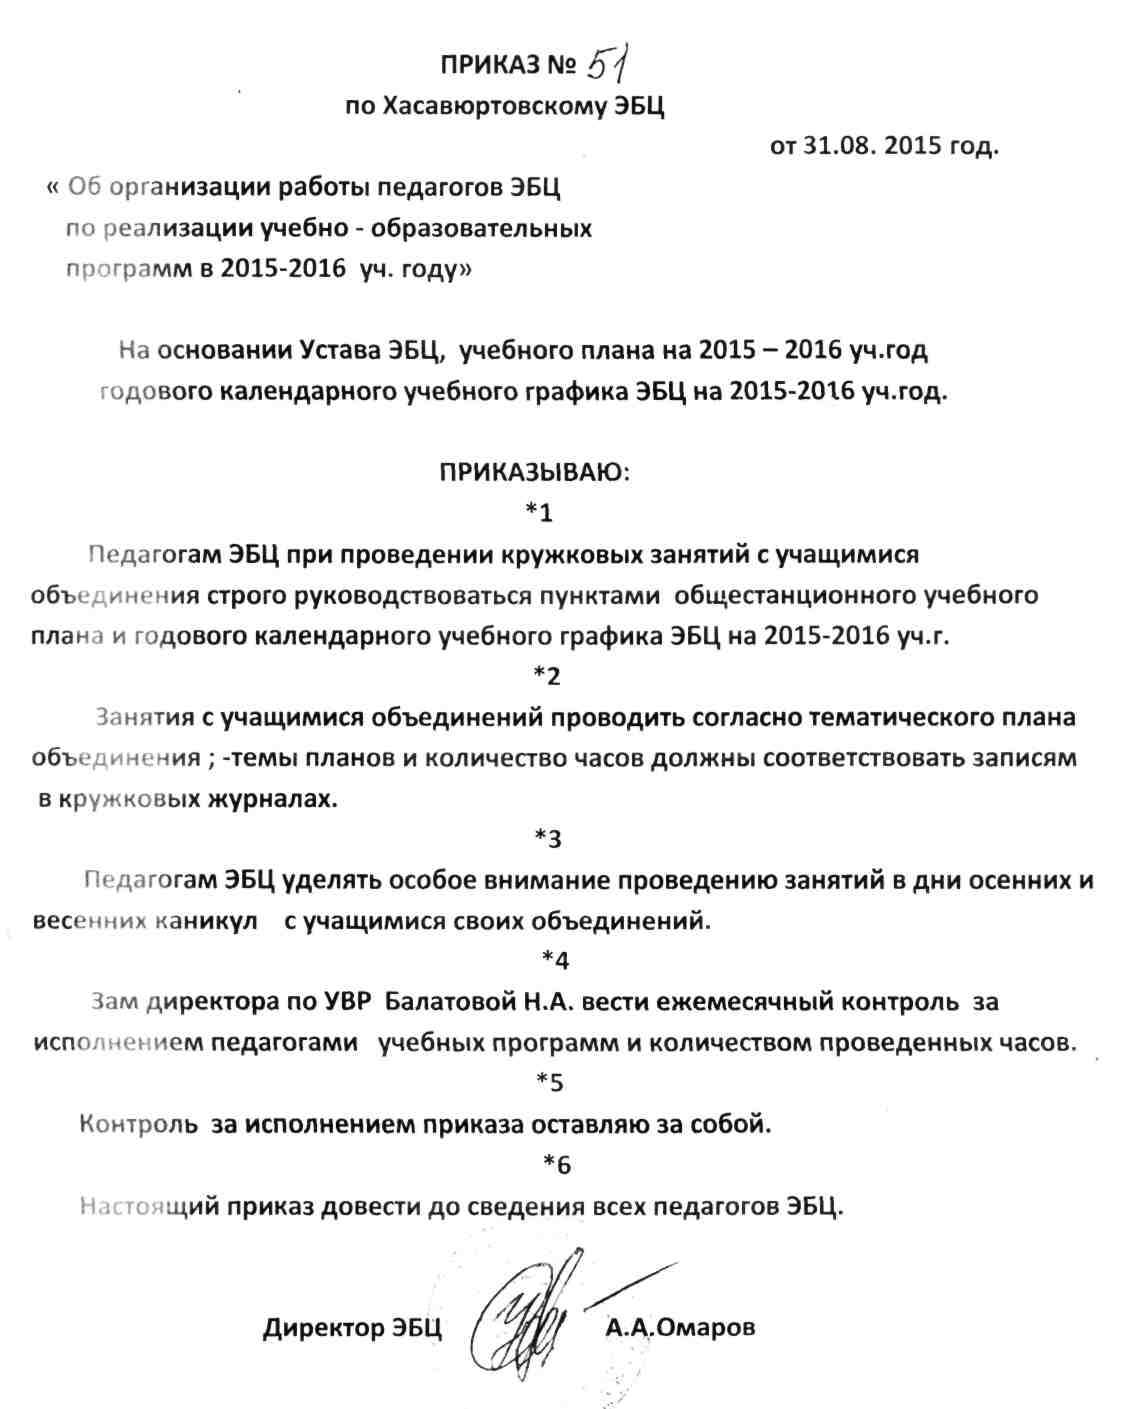 ПРИКАЗ № 51
по Хасавюртовскому ЭБЦ
от 31.08. 2015 год.
« Об организации работы педагогов ЭБЦ
по реализации учебно - образовательных
программ в 2015-2016 уч. году»
На основании Устава ЭБЦ, учебного плана на 2015 – 2016 уч.год
годового календарного учебного графика ЭБЦ на 2015-2016 уч.год.
ПРИКАЗЫВАЮ:
*1
Педагогам ЭБЦ при проведении кружковых занятий с учащимися
объединения строго руководствоваться пунктами общестанционного учебного
плана и годового календарного учебного графика ЭБЦ на 2015-2016 уч.г.
*2
Занятия с учащимися объединений проводить согласно тематического плана
объединения ; -темы планов и количество часов должны соответствовать записям
в кружковых журналах.
*3
Педагогам ЭБЦ уделять особое внимание проведению занятий в дни осенних и
весенних каникул с учащимися своих объединений.
*4
Зам директора по УВР Балатовой Н.А. вести ежемесячный контроль за
исполнением педагогами учебных программ и количеством проведенных часов.
*5
Контроль за исполнением приказа оставляю за собой.
*6
Настоящий приказ довести до сведения всех педагогов ЭБЦ.
Директор ЭБЦ А.А.Омаров